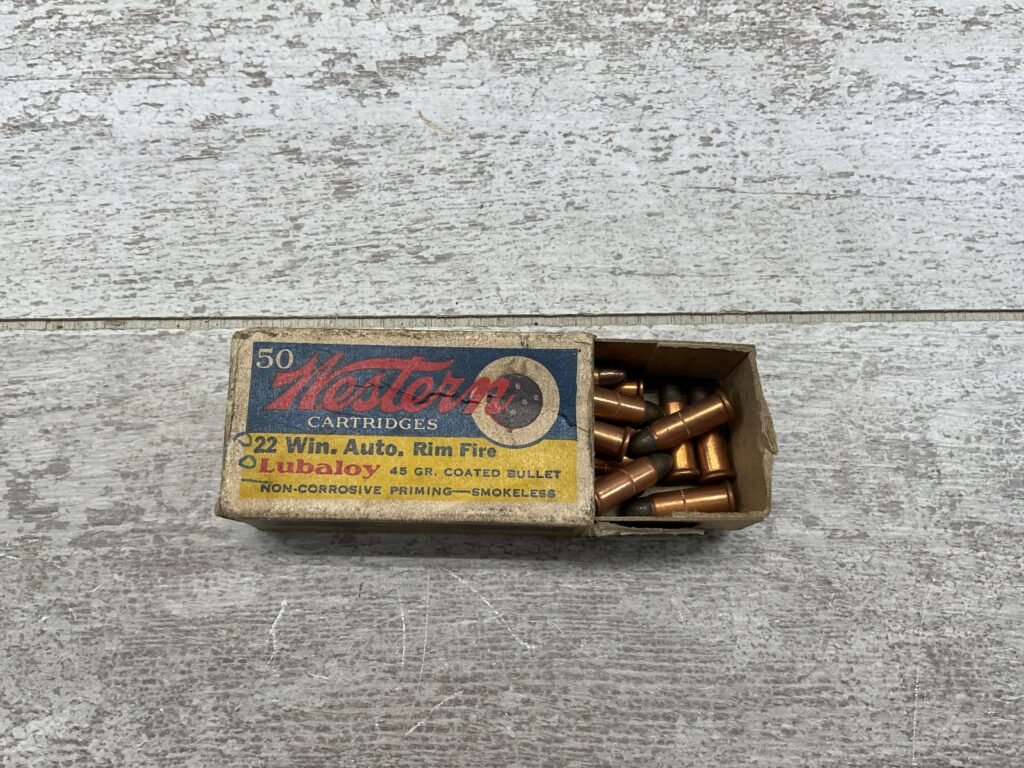 50 Western
CARTRIDGES
22 Win. Auto. Rim Fire
Lubaloy 45 GR. COATED BULLET
NON-CORROSIVE PRIMING—SMOKELESS